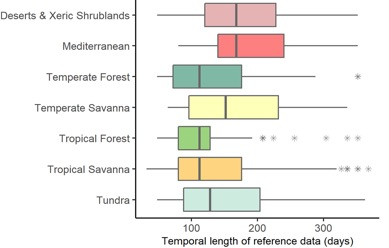 Deserts & Xeric Shrublands
Mediterranean
Temperate Forest
Temperate Savanna
Tropical Forest
Tropical Savanna
Tundra
100 200 300
Temporal length of reference data (days)